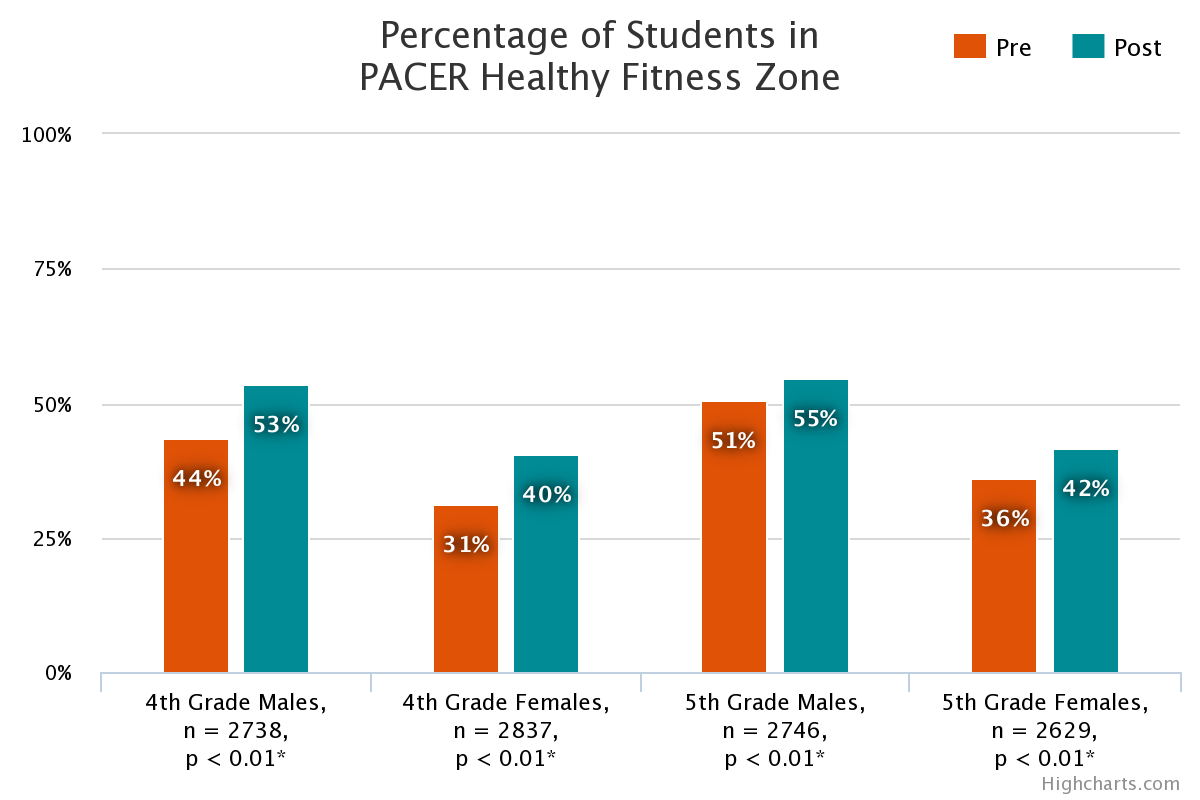 Percentage of Students in
PACER Healthy Fitness Zone
Pre
Post
100%
75%
50%
25%
0%
44%
53%
31%
40%
51%
55%
36%
42%
4th Grade Males,
n = 2738,
p < 0.01*
4th Grade Females,
n = 2837,
p < 0.01*
5th Grade Males,
n = 2746,
p < 0.01*
5th Grade Females,
n = 2629,
p < 0.01*
Highcharts.com